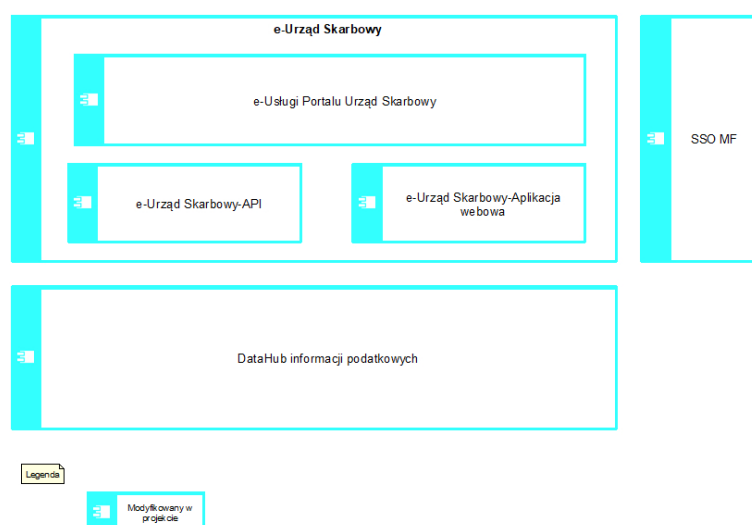 e-Urząd Skarbowy
e-Usługi Portalu Urząd Skarbowy
SSO MF
e-Urząd Skarbowy-API
e-Urząd Skarbowy-Aplikacja
webowa
DataHub informacji podatkowych
Legenda
Modyfikowany w
projekcie